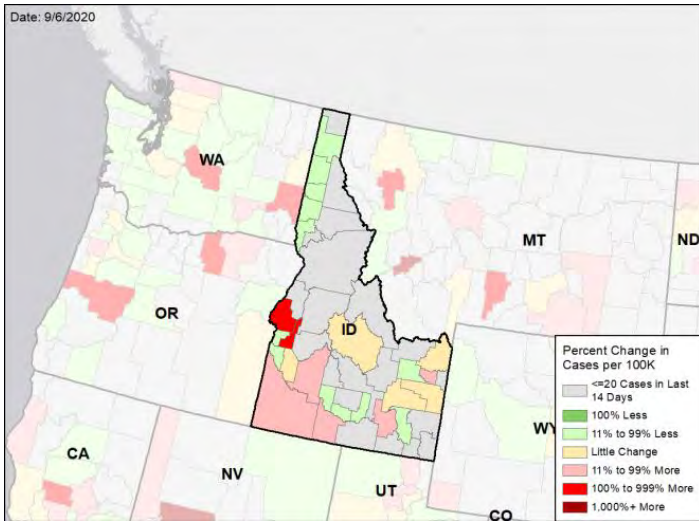 Date: 9/6/2020
WA
MT
ND
OR
ID
Percent Change in
Cases per 100K
<=20 Cases in Last
14 Days
100% Less
11% to 99% Less
Little Change
11% to 99% More
100% to 999% More
1,000%+ More
WY
CA
NV
UT
CO